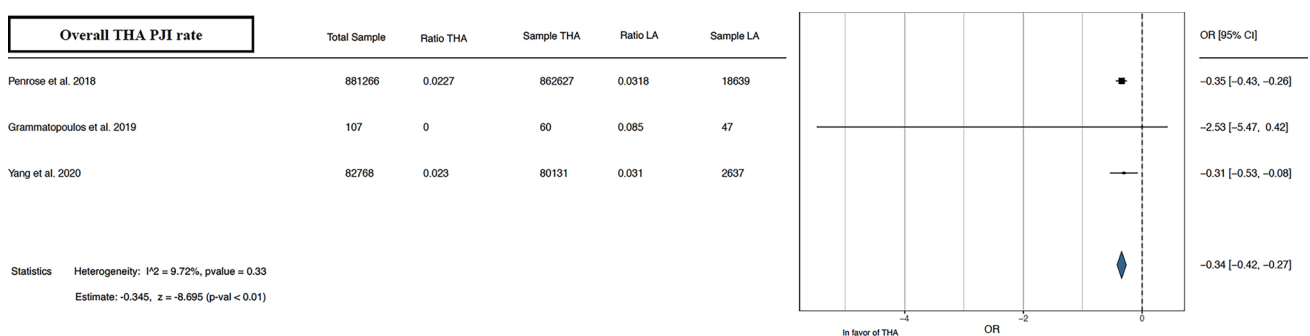 Overall THA PJI rate
Total Sample Ratio THA Sample THA Ratio LA Sample LA OR [95% CI]
Penrose et al. 2018 881266 0.0227 862627 0.0318 18639 −0.35 [−0.43, −0.26]
Grammatopoulos et al. 2019 107 0 60 0.085 47 −2.53 [−5.47, 0.42]
Yang et al. 2020 82768 0.023 80131 0.031 2637 −0.31 [−0.53, −0.08]
Statistics Heterogeneity: I^2 = 9.72%, pvalue = 0.33 −0.34 [−0.42, −0.27]
Estimate: -0.345, z = -8.695 (p-val < 0.01)
−4 −2 0
In favor of THA OR